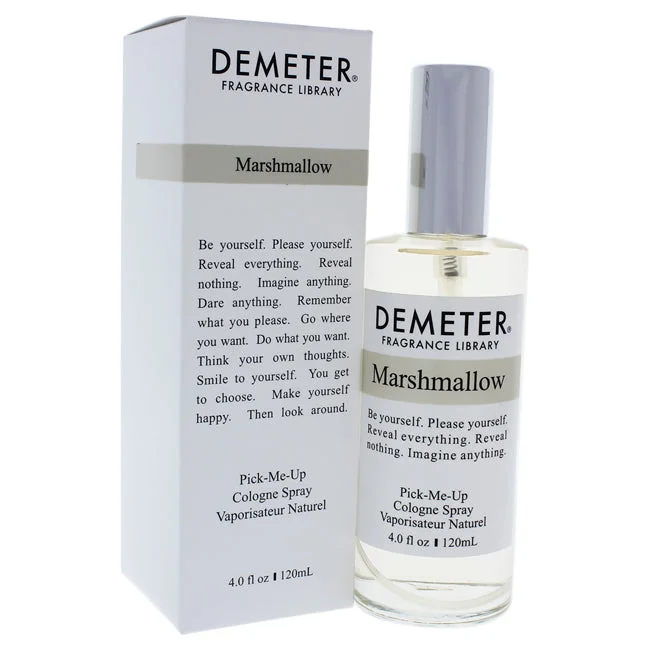 DEMETER®
FRAGRANCE LIBRARY
Marshmallow
Be yourself. Please yourself.
Reveal everything. Reveal
nothing. Imagine anything.
Dare anything. Remember
what you please. Go where
you want. Do what you want.
Think your own thoughts.
Smile to yourself. You get
to choose. Make yourself
happy. Then look around.
Pick-Me-Up
Cologne Spray
Vaporisateur Naturel
4.0 fl oz ▮ 120mL
DEMETER®
FRAGRANCE LIBRARY
Marshmallow
Be yourself. Please yourself.
Reveal everything. Reveal
nothing. Imagine anything.
Pick-Me-Up
Cologne Spray
Vaporisateur Naturel
4.0 fl oz ▮ 120mL